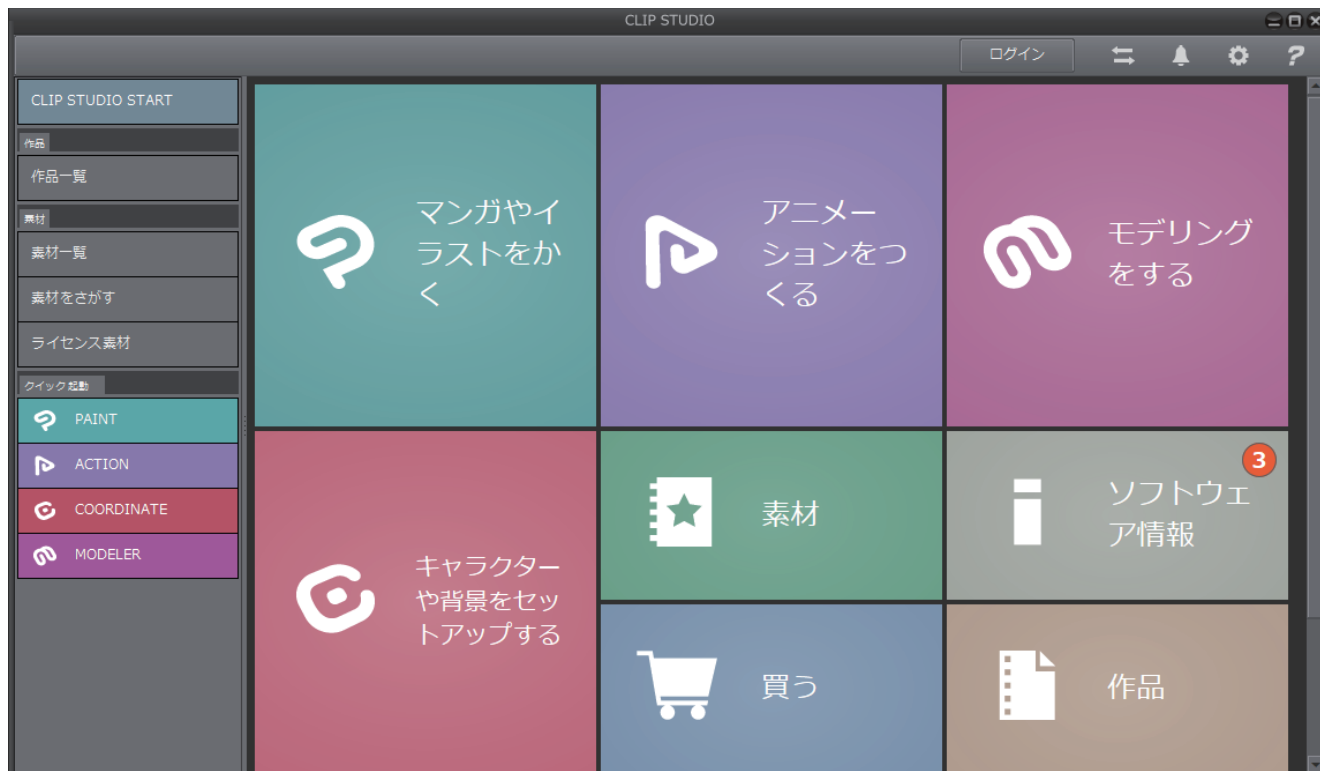 CLIP STUDIO
ログイン
CLIP STUDIO START
作品
作品一覧
素材
素材一覧
素材をさがす
ライセンス素材
クイック起動
PAINT
ACTION
COORDINATE
MODELER
マンガやイ
ラストをか
く
アニメー
ションをつ
くる
モデリング
をする
キャラクター
や背景をセッ
トアップする
素材
3
ソフトウェ
ア情報
買う
作品